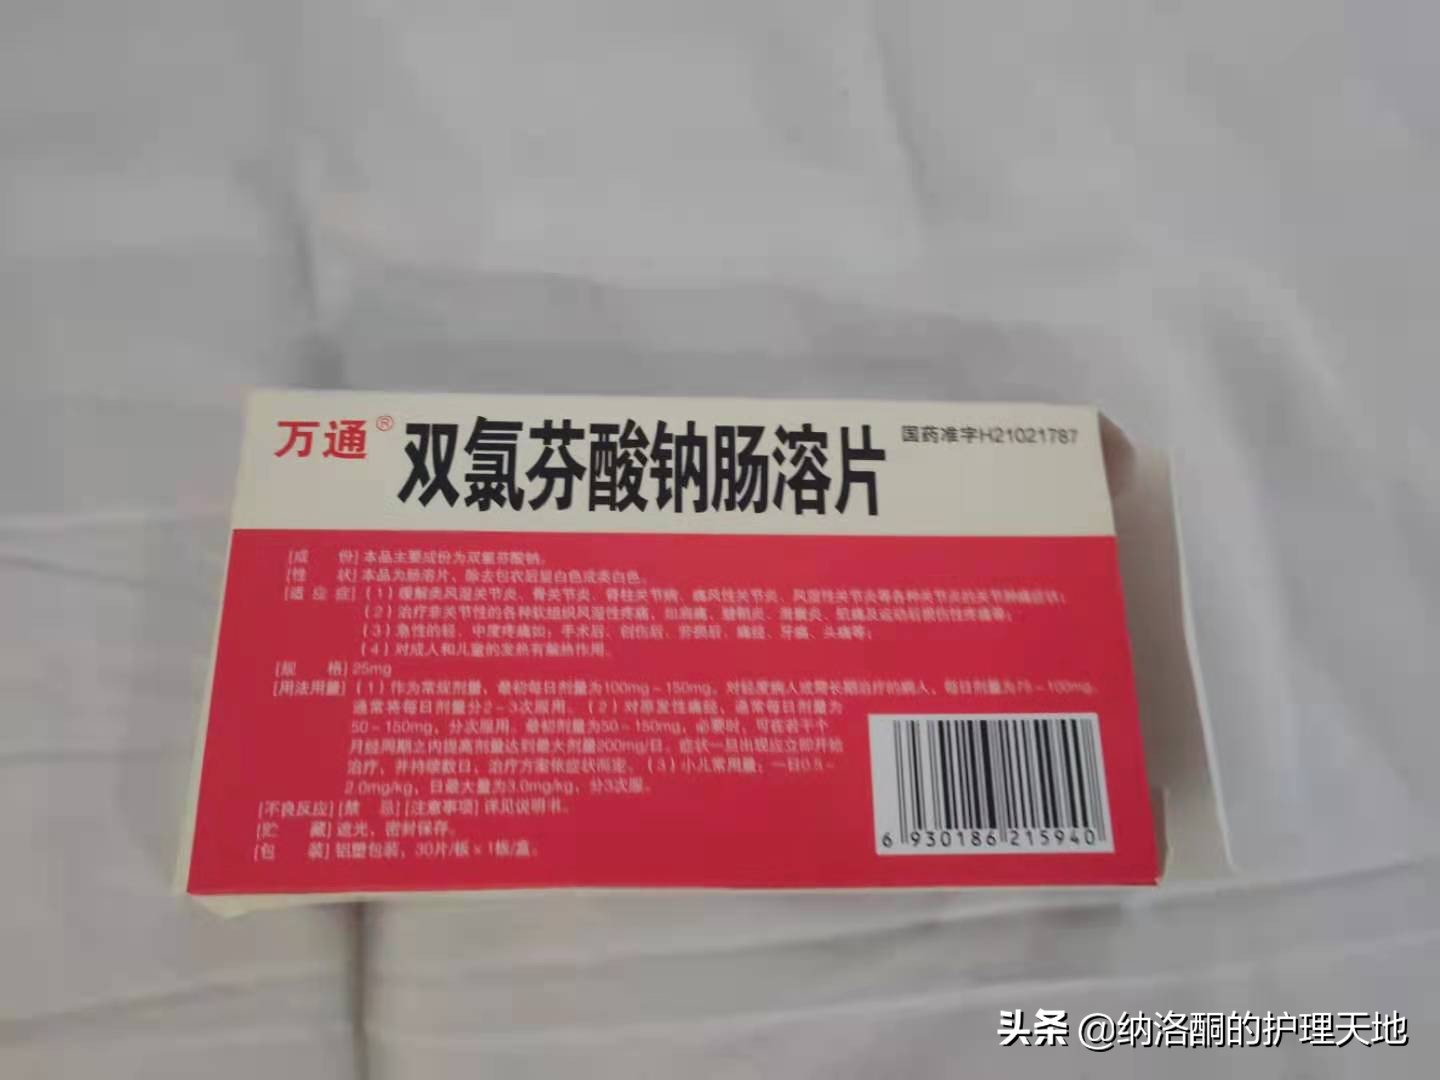 万通® 双氯芬酸钠肠溶片 国药准字H21021787
[成 份] 本品主要成份为双氯芬酸钠。
[性 状] 本品为肠溶片，除去包衣后显白色或类白色。
[适应症] (1) 缓解类风湿关节炎、骨关节炎、脊柱关节病、痛风性关节炎、风湿性关节炎等各种关节炎的关节肿痛症状；
(2) 治疗非关节性的各种软组织风湿性疼痛，如肩痛、腱鞘炎、滑囊炎、肌痛及运动后损伤性疼痛等；
(3) 急性的轻、中度疼痛如：手术后、创伤后、劳损后、痛经、牙痛、头痛等；
(4) 对成人和儿童的发热有解热作用。
[规 格] 25mg
[用法用量] (1) 作为常规剂量，最初每日剂量为100mg～150mg。对轻度病人或需长期治疗的病人，每日剂量为75～100mg。
通常将每日剂量分2～3次服用。(2) 对原发性痛经，通常每日剂量为
50～150mg，分次服用。最初剂量为50～150mg，必要时，可在若干个
月经周期之内提高剂量达到最大剂量200mg/日。症状一旦出现应立即开始
治疗，并持续数日，治疗方案依症状而定。(3) 小儿常用量：一日0.5～
2.0mg/kg，日最大量为3.0mg/kg，分3次服。
[不良反应] [禁 忌] [注意事项] 详见说明书。
[贮 藏] 遮光，密封保存。
[包 装] 铝塑包装，30片/板×1板/盒。
6 930186 215940
头条 @纳洛酮的护理天地